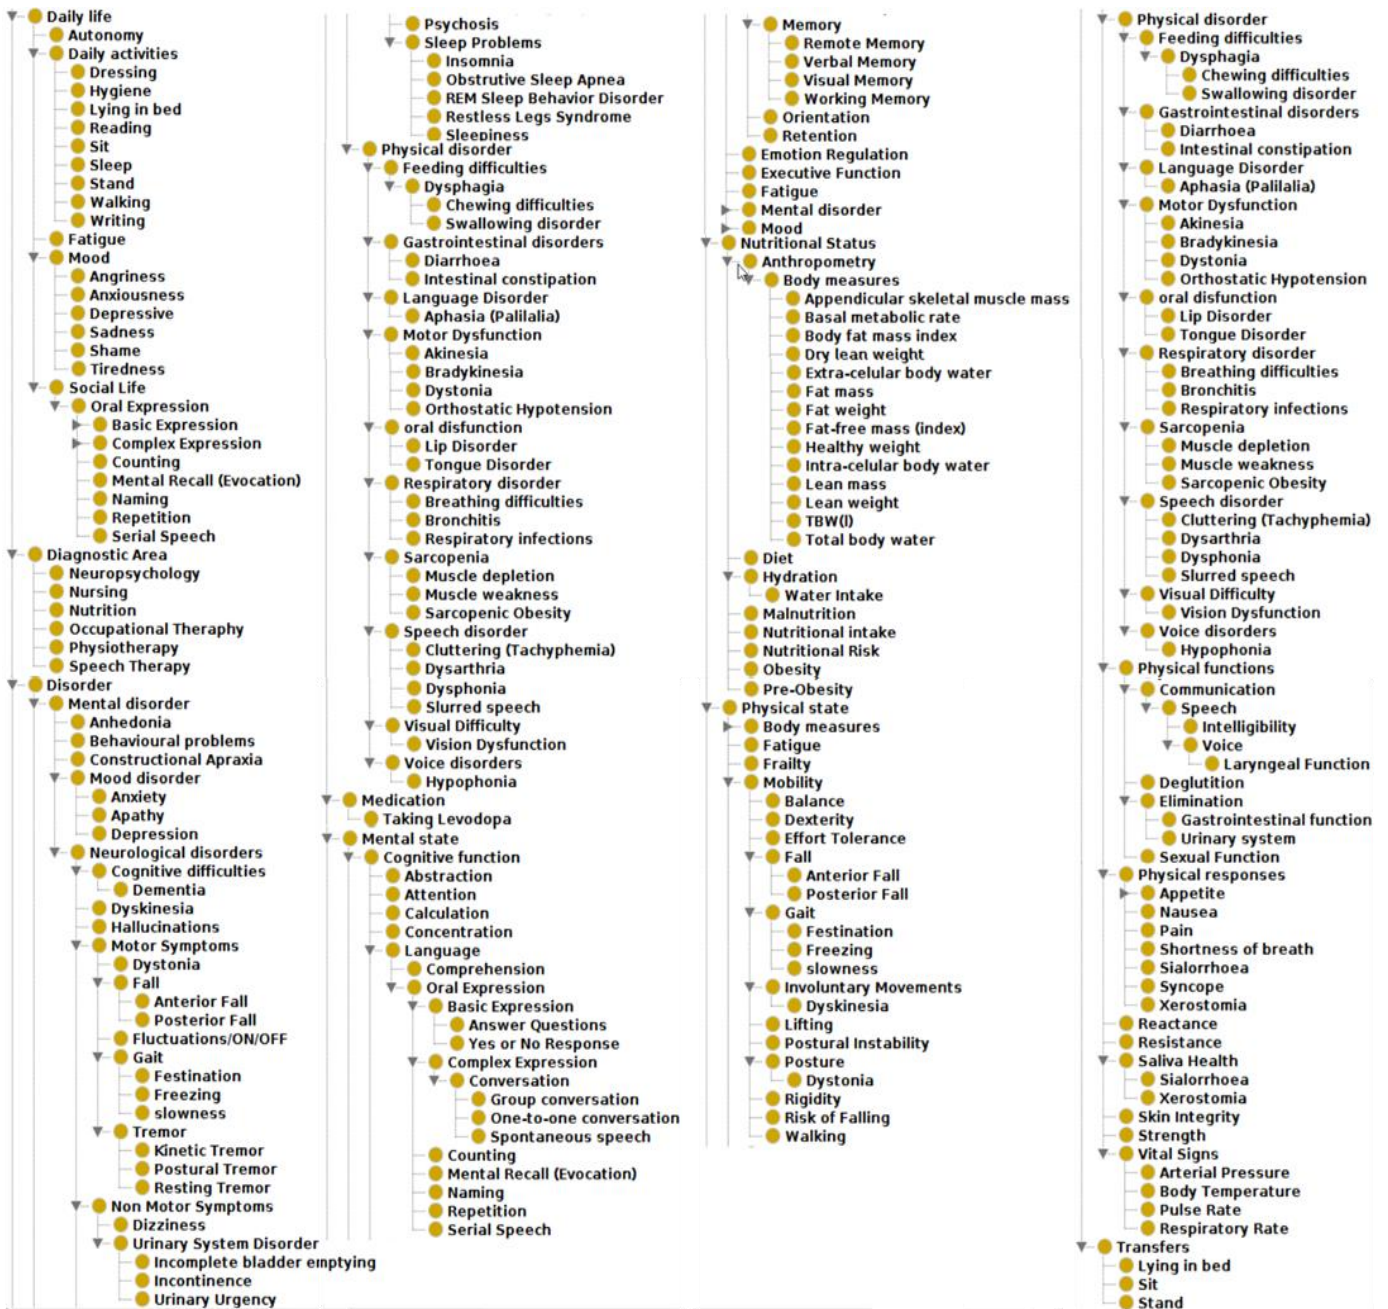 Daily life
Autonomy
Daily activities
Dressing
Hygiene
Lying in bed
Reading
Sit
Sleep
Stand
Walking
Writing
Fatigue
Mood
Angriness
Anxiousness
Depressive
Sadness
Shame
Tiredness
Social Life
Oral Expression
Basic Expression
Complex Expression
Counting
Mental Recall (Evocation)
Naming
Repetition
Serial Speech
Diagnostic Area
Neuropsychology
Nursing
Nutrition
Occupational Theraphy
Physiotherapy
Speech Therapy
Disorder
Mental disorder
Anhedonia
Behavioural problems
Constructional Apraxia
Mood disorder
Anxiety
Apathy
Depression
Neurological disorders
Cognitive difficulties
Dementia
Dyskinesia
Hallucinations
Motor Symptoms
Dystonia
Fall
Anterior Fall
Posterior Fall
Fluctuations/ON/OFF
Gait
Festination
Freezing
slowness
Tremor
Kinetic Tremor
Postural Tremor
Resting Tremor
Non Motor Symptoms
Dizziness
Urinary System Disorder
Incomplete bladder emptying
Incontinence
Urinary Urgency
Psychosis
Sleep Problems
Insomnia
Obstrutive Sleep Apnea
REM Sleep Behavior Disorder
Restless Legs Syndrome
Sleepiness
Physical disorder
Feeding difficulties
Dysphagia
Chewing difficulties
Swallowing disorder
Gastrointestinal disorders
Diarrhoea
Intestinal constipation
Language Disorder
Aphasia (Palilalia)
Motor Dysfunction
Akinesia
Bradykinesia
Dystonia
Orthostatic Hypotension
oral disfunction
Lip Disorder
Tongue Disorder
Respiratory disorder
Breathing difficulties
Bronchitis
Respiratory infections
Sarcopenia
Muscle depletion
Muscle weakness
Sarcopenic Obesity
Speech disorder
Cluttering (Tachyphemia)
Dysarthria
Dysphonia
Slurred speech
Visual Difficulty
Vision Dysfunction
Voice disorders
Hypophonia
Medication
Taking Levodopa
Mental state
Cognitive function
Abstraction
Attention
Calculation
Concentration
Language
Comprehension
Oral Expression
Basic Expression
Answer Questions
Yes or No Response
Complex Expression
Conversation
Group conversation
One-to-one conversation
Spontaneous speech
Counting
Mental Recall (Evocation)
Naming
Repetition
Serial Speech
Memory
Remote Memory
Verbal Memory
Visual Memory
Working Memory
Orientation
Retention
Emotion Regulation
Executive Function
Fatigue
Mental disorder
Mood
Nutritional Status
Anthropometry
Body measures
Appendicular skeletal muscle mass
Basal metabolic rate
Body fat mass index
Dry lean weight
Extra-celular body water
Fat mass
Fat weight
Fat-free mass (index)
Healthy weight
Intra-celular body water
Lean mass
Lean weight
TBW(l)
Total body water
Diet
Hydration
Water Intake
Malnutrition
Nutritional intake
Nutritional Risk
Obesity
Pre-Obesity
Physical state
Body measures
Fatigue
Frailty
Mobility
Balance
Dexterity
Effort Tolerance
Fall
Anterior Fall
Posterior Fall
Gait
Festination
Freezing
slowness
Involuntary Movements
Dyskinesia
Lifting
Postural Instability
Posture
Dystonia
Rigidity
Risk of Falling
Walking
Physical disorder
Feeding difficulties
Dysphagia
Chewing difficulties
Swallowing disorder
Gastrointestinal disorders
Diarrhoea
Intestinal constipation
Language Disorder
Aphasia (Palilalia)
Motor Dysfunction
Akinesia
Bradykinesia
Dystonia
Orthostatic Hypotension
oral disfunction
Lip Disorder
Tongue Disorder
Respiratory disorder
Breathing difficulties
Bronchitis
Respiratory infections
Sarcopenia
Muscle depletion
Muscle weakness
Sarcopenic Obesity
Speech disorder
Cluttering (Tachyphemia)
Dysarthria
Dysphonia
Slurred speech
Visual Difficulty
Vision Dysfunction
Voice disorders
Hypophonia
Physical functions
Communication
Speech
Intelligibility
Voice
Laryngeal Function
Deglutition
Elimination
Gastrointestinal function
Urinary system
Sexual Function
Physical responses
Appetite
Nausea
Pain
Shortness of breath
Sialorrhoea
Syncope
Xerostomia
Reactance
Resistance
Saliva Health
Sialorrhoea
Xerostomia
Skin Integrity
Strength
Vital Signs
Arterial Pressure
Body Temperature
Pulse Rate
Respiratory Rate
Transfers
Lying in bed
Sit
Stand